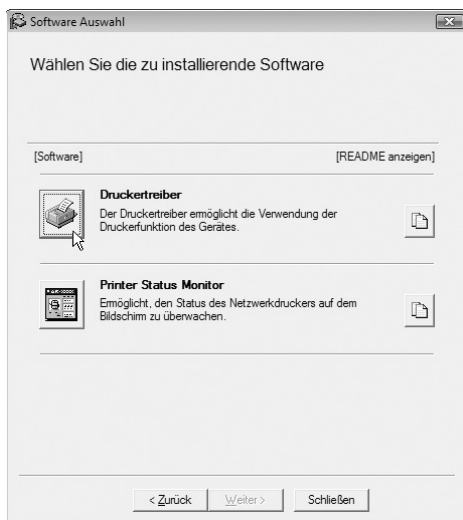 Software Auswahl
Wählen Sie die zu installierende Software
[Software] [README anzeigen]
Druckertreiber
Der Druckertreiber ermöglicht die Verwendung der
Druckerfunktion des Gerätes.
Printer Status Monitor
Ermöglicht, den Status des Netzwerkdruckers auf dem
Bildschirm zu überwachen.
< Zurück Weiter > Schließen